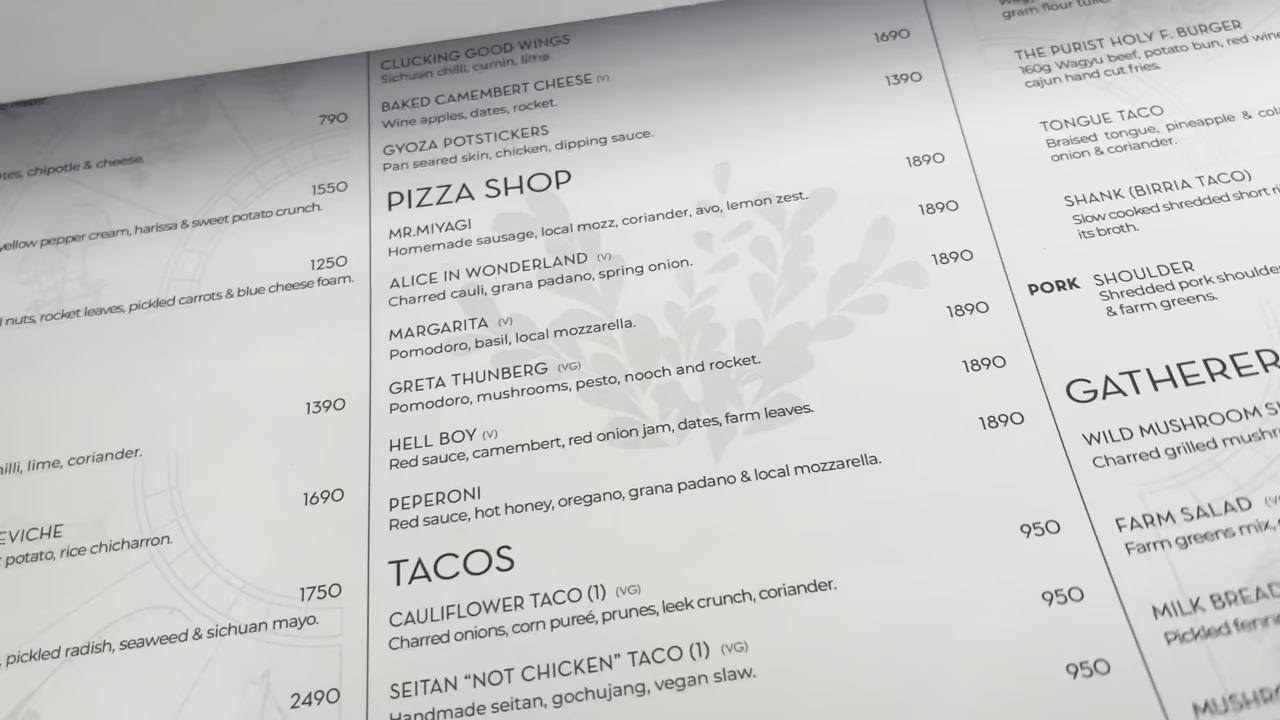 790
chipotle & cheese.
1550
yellow pepper cream, harissa & sweet potato crunch.
1250
nuts, rocket leaves, pickled carrots & blue cheese foam.
1390
lime, coriander.
1690
potato, rice chicharron.
1750
pickled radish, seaweed & sichuan mayo.
2490
CLUCKING GOOD WINGS
Sichuan chilli, cumin, lime
1690
BAKED CAMEMBERT CHEESE (V)
Wine apples, dates, rocket.
1390
GYOZA POTSTICKERS
Pan seared skin, chicken, dipping sauce.
PIZZA SHOP
1890
MR.MIYAGI
Homemade sausage, local mozz, coriander, avo, lemon zest.
1890
ALICE IN WONDERLAND (V)
Charred cauli, grana padano, spring onion.
1890
MARGARITA (V)
Pomodoro, basil, local mozzarella.
1890
GRETA THUNBERG (VG)
Pomodoro, mushrooms, pesto, nooch and rocket.
1890
HELL BOY (V)
Red sauce, camembert, red onion jam, dates, farm leaves.
1890
PEPERONI
Red sauce, hot honey, oregano, grana padano & local mozzarella.
TACOS
950
CAULIFLOWER TACO (1) (VG)
Charred onions, corn pureé, prunes, leek crunch, coriander.
950
SEITAN “NOT CHICKEN” TACO (1) (VG)
Handmade seitan, gochujang, vegan slaw.
950
gram flour
THE PURIST HOLY F. BURGER
160g Wagyu beef, potato bun, red
cajun hand cut fries.
TONGUE TACO
Braised tongue, pineapple &
onion & coriander.
SHANK (BIRRIA TACO)
Slow cooked shredded short
its broth.
PORK SHOULDER
Shredded pork shoulder
& farm greens.
GATHERER
WILD MUSHROOM
Charred grilled
FARM SALAD
Farm greens mix,
MILK BREAD
Pickled